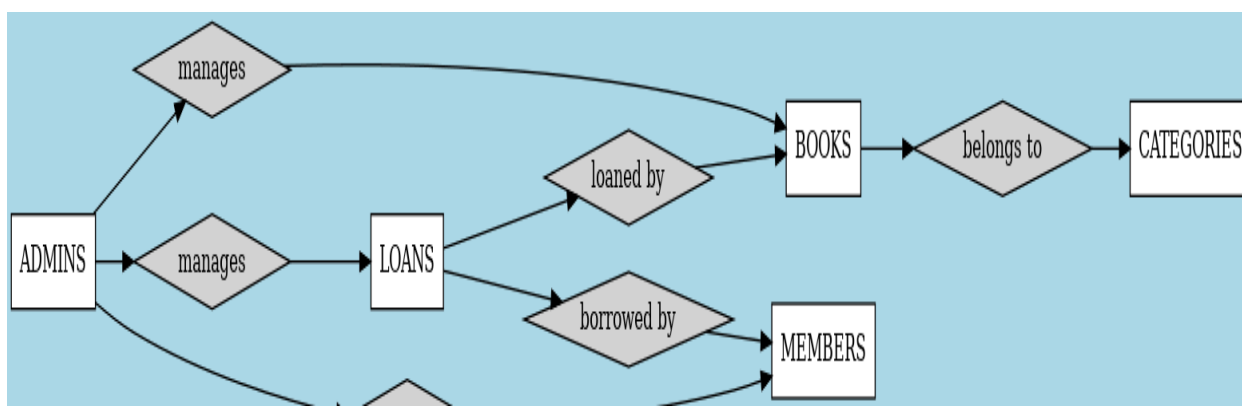 manages
BOOKS
belongs to
CATEGORIES
loaned by
ADMINS
manages
LOANS
borrowed by
MEMBERS